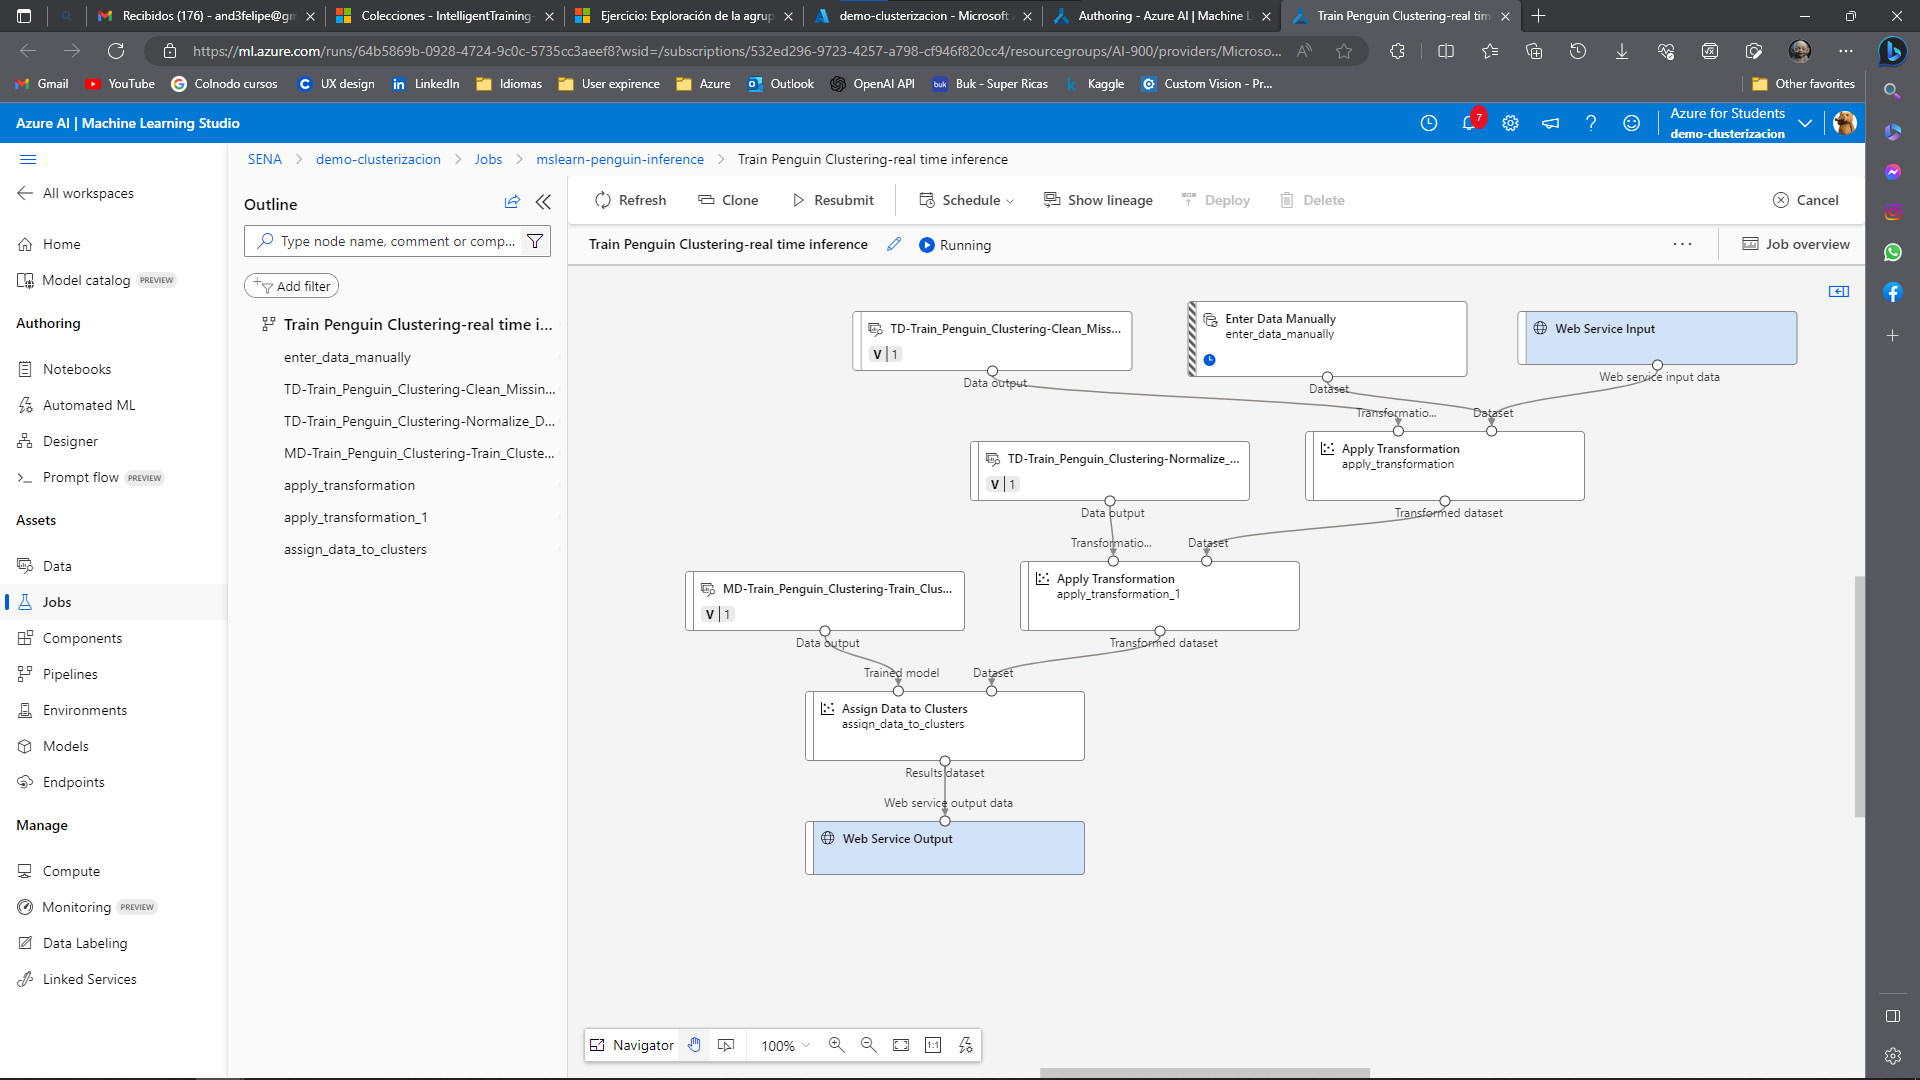 Recibidos (176) - and3felipe@gm
Colecciones - IntelligentTraining-
Ejercicio: Exploración de la agrup
demo-clusterizacion - Microsoft
Authoring - Azure AI | Machine L
Train Penguin Clustering-real tim
https://ml.azure.com/runs/64b5869b-0928-4724-9c0c-5735cc3aeef8?wsid=/subscriptions/532ed296-9723-4257-a798-cf946f820cc4/resourcegroups/AI-900/providers/Microso...
Gmail
YouTube
Colnodo cursos
UX design
LinkedIn
Idiomas
User expirence
Azure
Outlook
OpenAI API
Buk - Super Ricas
Kaggle
Custom Vision - Pr...
Other favorites
Azure AI | Machine Learning Studio
7
Azure for Students
demo-clusterizacion
All workspaces
Home
Model catalog PREVIEW
Authoring
Notebooks
Automated ML
Designer
Prompt flow PREVIEW
Assets
Data
Jobs
Components
Pipelines
Environments
Models
Endpoints
Manage
Compute
Monitoring PREVIEW
Data Labeling
Linked Services
SENA > demo-clusterizacion > Jobs > mslearn-penguin-inference > Train Penguin Clustering-real time inference
Outline
Type node name, comment or comp...
Add filter
Train Penguin Clustering-real time i...
enter_data_manually
TD-Train_Penguin_Clustering-Clean_Missin...
TD-Train_Penguin_Clustering-Normalize_D...
MD-Train_Penguin_Clustering-Train_Cluste...
apply_transformation
apply_transformation_1
assign_data_to_clusters
Refresh
Clone
Resubmit
Schedule
Show lineage
Deploy
Delete
Cancel
Train Penguin Clustering-real time inference
Running
Job overview
TD-Train_Penguin_Clustering-Clean_Miss...
V | 1
Data output
Enter Data Manually
enter_data_manually
Dataset
Web Service Input
Web service input data
Transformatio...
Dataset
Apply Transformation
apply_transformation
Transformed dataset
TD-Train_Penguin_Clustering-Normalize_...
V | 1
Data output
Transformatio...
Dataset
Apply Transformation
apply_transformation_1
Transformed dataset
MD-Train_Penguin_Clustering-Train_Clus...
V | 1
Data output
Trained model
Dataset
Assign Data to Clusters
assign_data_to_clusters
Results dataset
Web service output data
Web Service Output
Navigator
100%
1:1